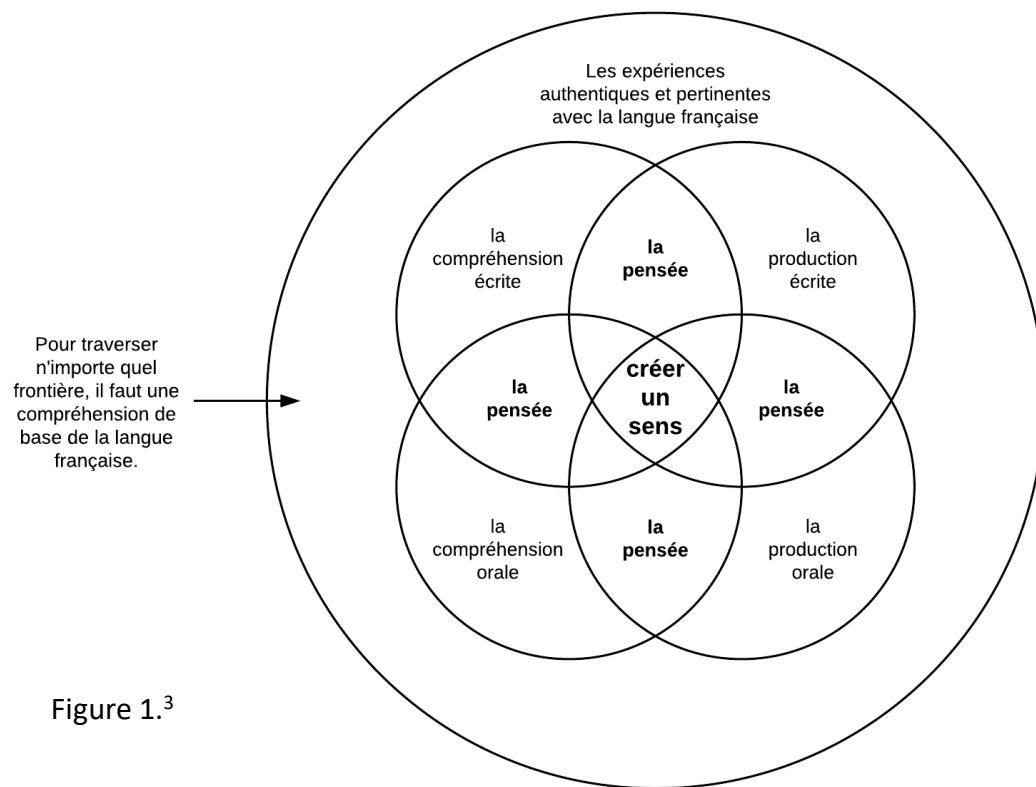 Les expériences
authentiques et pertinentes
avec la langue française
la
compréhension
écrite
la
pensée
la
production
écrite
Pour traverser
n'importe quel
frontière, il faut une
compréhension de
base de la langue
française.
la
pensée
créer
un
sens
la
pensée
la
compréhension
orale
la
pensée
la
production
orale
Figure 1.³